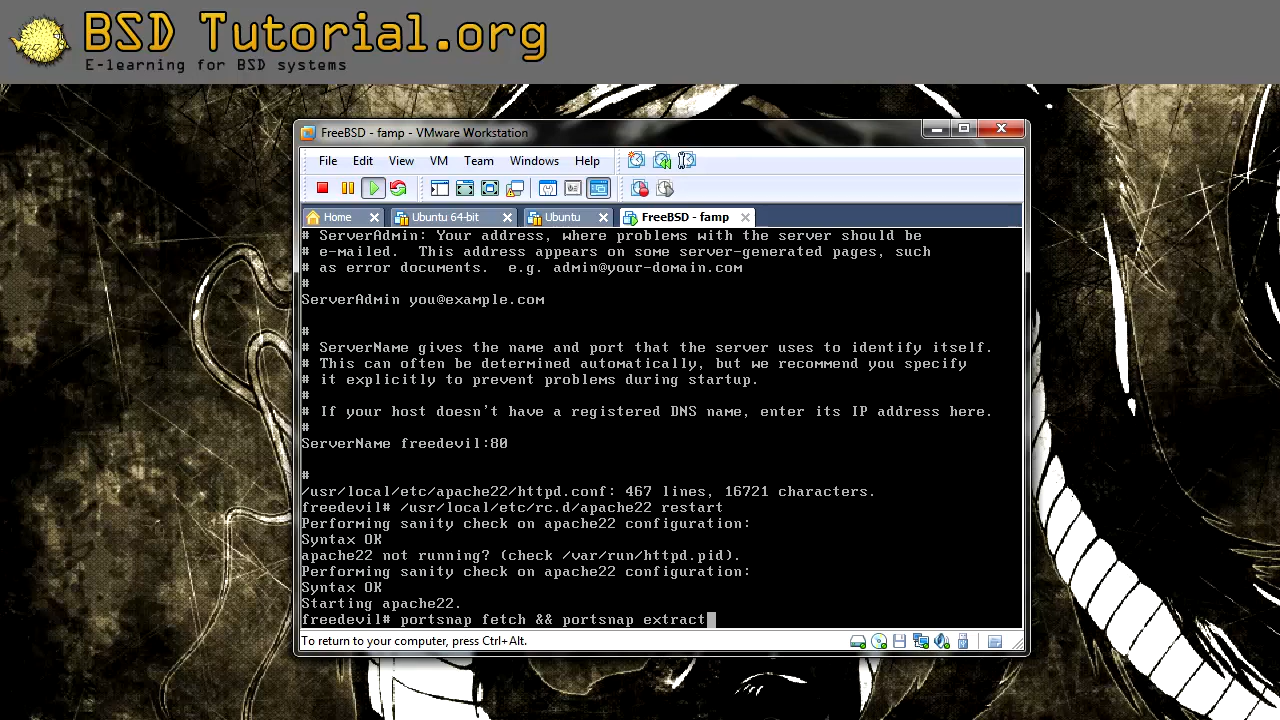 BSD Tutorial.org
E-learning for BSD systems
FreeBSD - famp - VMware Workstation
File Edit View VM Team Windows Help
Home Ubuntu 64-bit Ubuntu FreeBSD - famp
# ServerAdmin: Your address, where problems with the server should be
# e-mailed.  This address appears on some server-generated pages, such
# as error documents.  e.g. admin@your-domain.com
#
ServerAdmin you@example.com
#
# ServerName gives the name and port that the server uses to identify itself.
# This can often be determined automatically, but we recommend you specify
# it explicitly to prevent problems during startup.
#
# If your host doesn't have a registered DNS name, enter its IP address here.
#
ServerName freedevil:80
#
/usr/local/etc/apache22/httpd.conf: 467 lines, 16721 characters.
freedevil# /usr/local/etc/rc.d/apache22 restart
Performing sanity check on apache22 configuration:
Syntax OK
apache22 not running? (check /var/run/httpd.pid).
Performing sanity check on apache22 configuration:
Syntax OK
Starting apache22.
freedevil# portsnap fetch && portsnap extract
To return to your computer, press Ctrl+Alt.